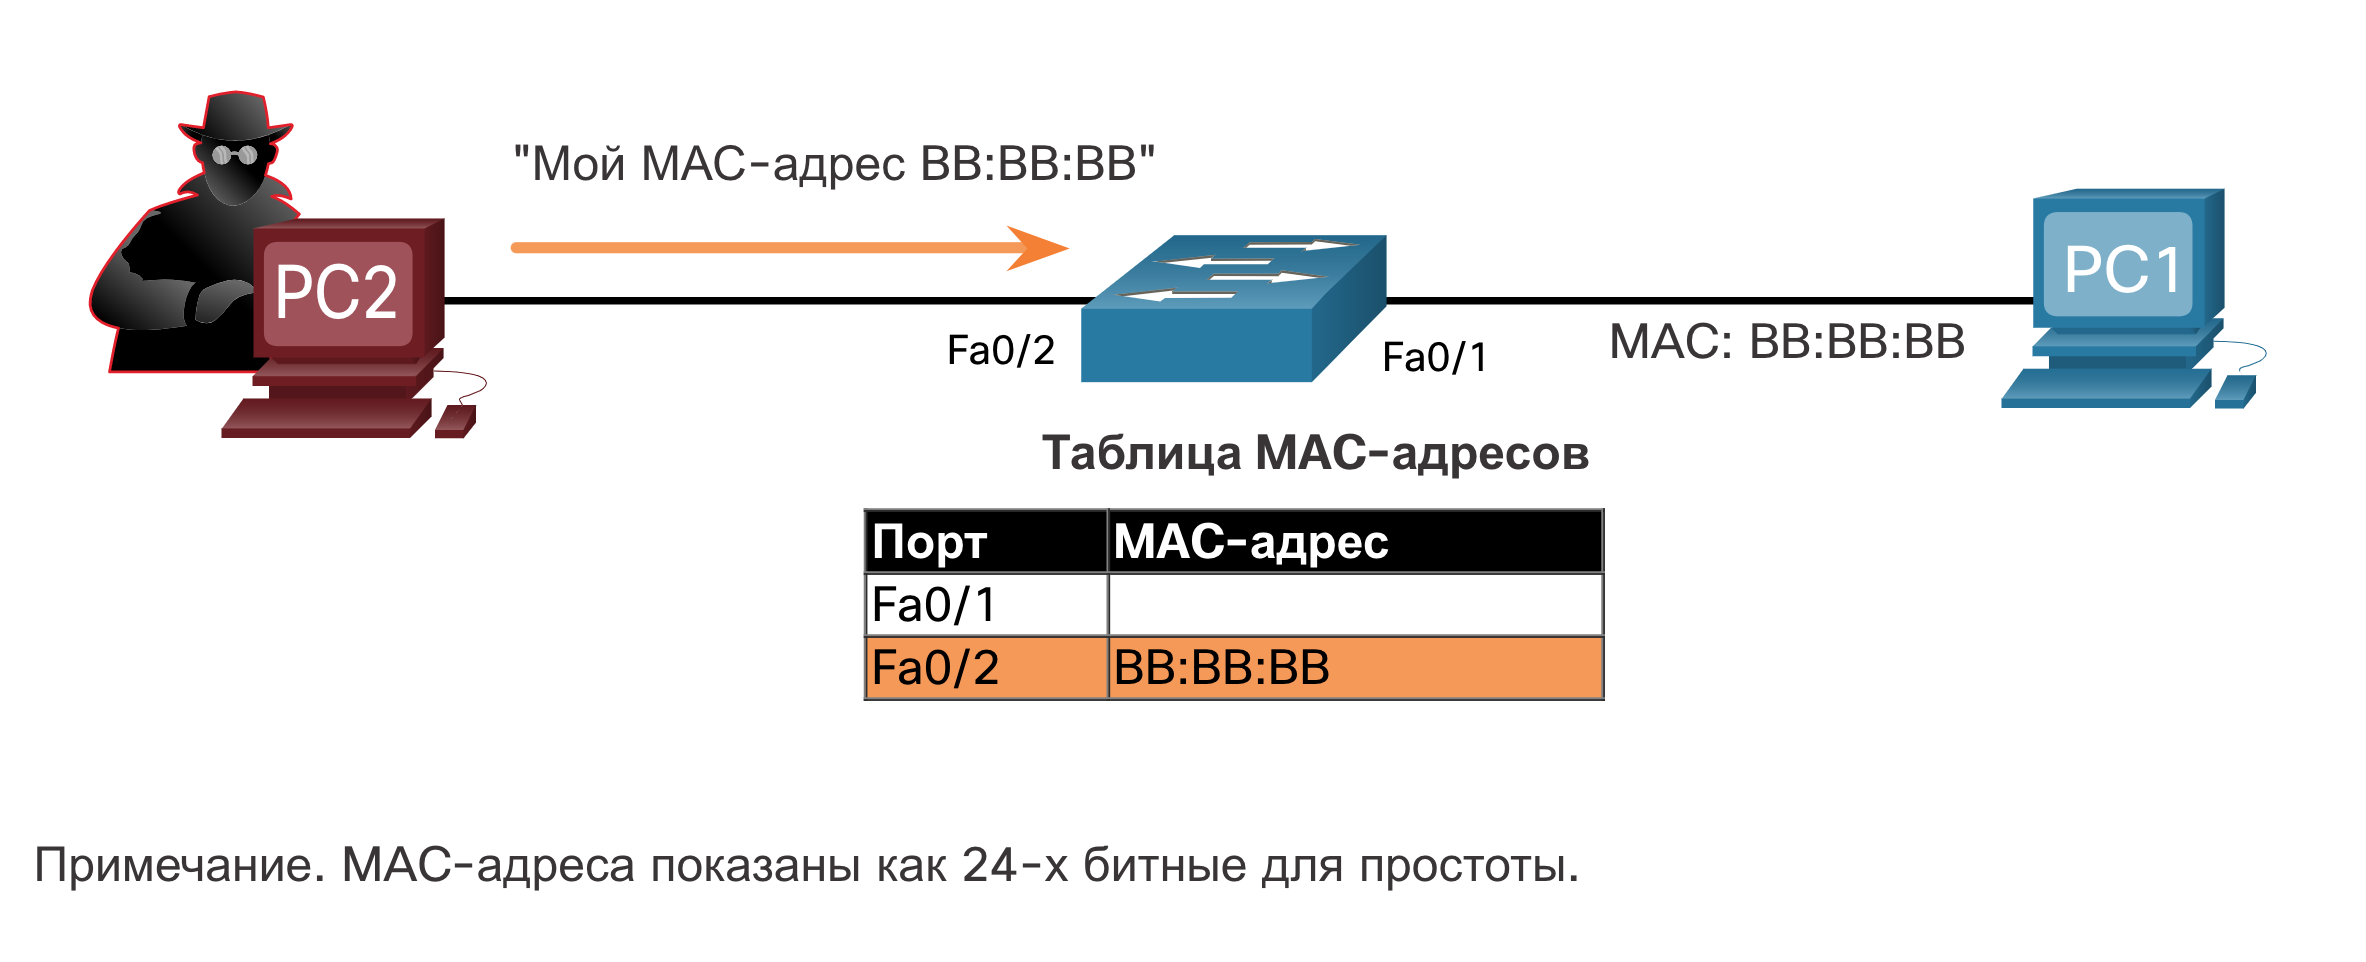 "Мой MAC-адрес BB:BB:BB"
PC2
PC1
Fa0/2
Fa0/1
MAC: BB:BB:BB
Таблица MAC-адресов
Порт MAC-адрес
Fa0/1
Fa0/2 BB:BB:BB
Примечание. MAC-адреса показаны как 24-х битные для простоты.